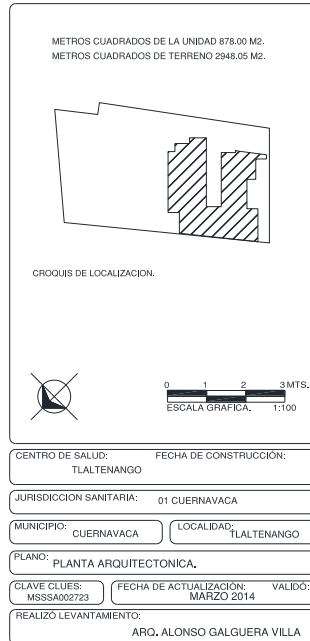 METROS CUADRADOS DE LA UNIDAD 878.00 M2.
METROS CUADRADOS DE TERRENO 2948.05 M2.
CROQUIS DE LOCALIZACION.
0 1 2 3 MTS.
ESCALA GRAFICA. 1:100
CENTRO DE SALUD: FECHA DE CONSTRUCCIÓN:
TLALTENANGO
JURISDICCION SANITARIA: 01 CUERNAVACA
MUNICIPIO: CUERNAVACA LOCALIDAD: TLALTENANGO
PLANO: PLANTA ARQUITECTONICA.
CLAVE CLUES: FECHA DE ACTUALIZACIÓN: VALIDÓ:
MSSSA002723 MARZO 2014
REALIZÓ LEVANTAMIENTO:
ARQ. ALONSO GALGUERA VILLA